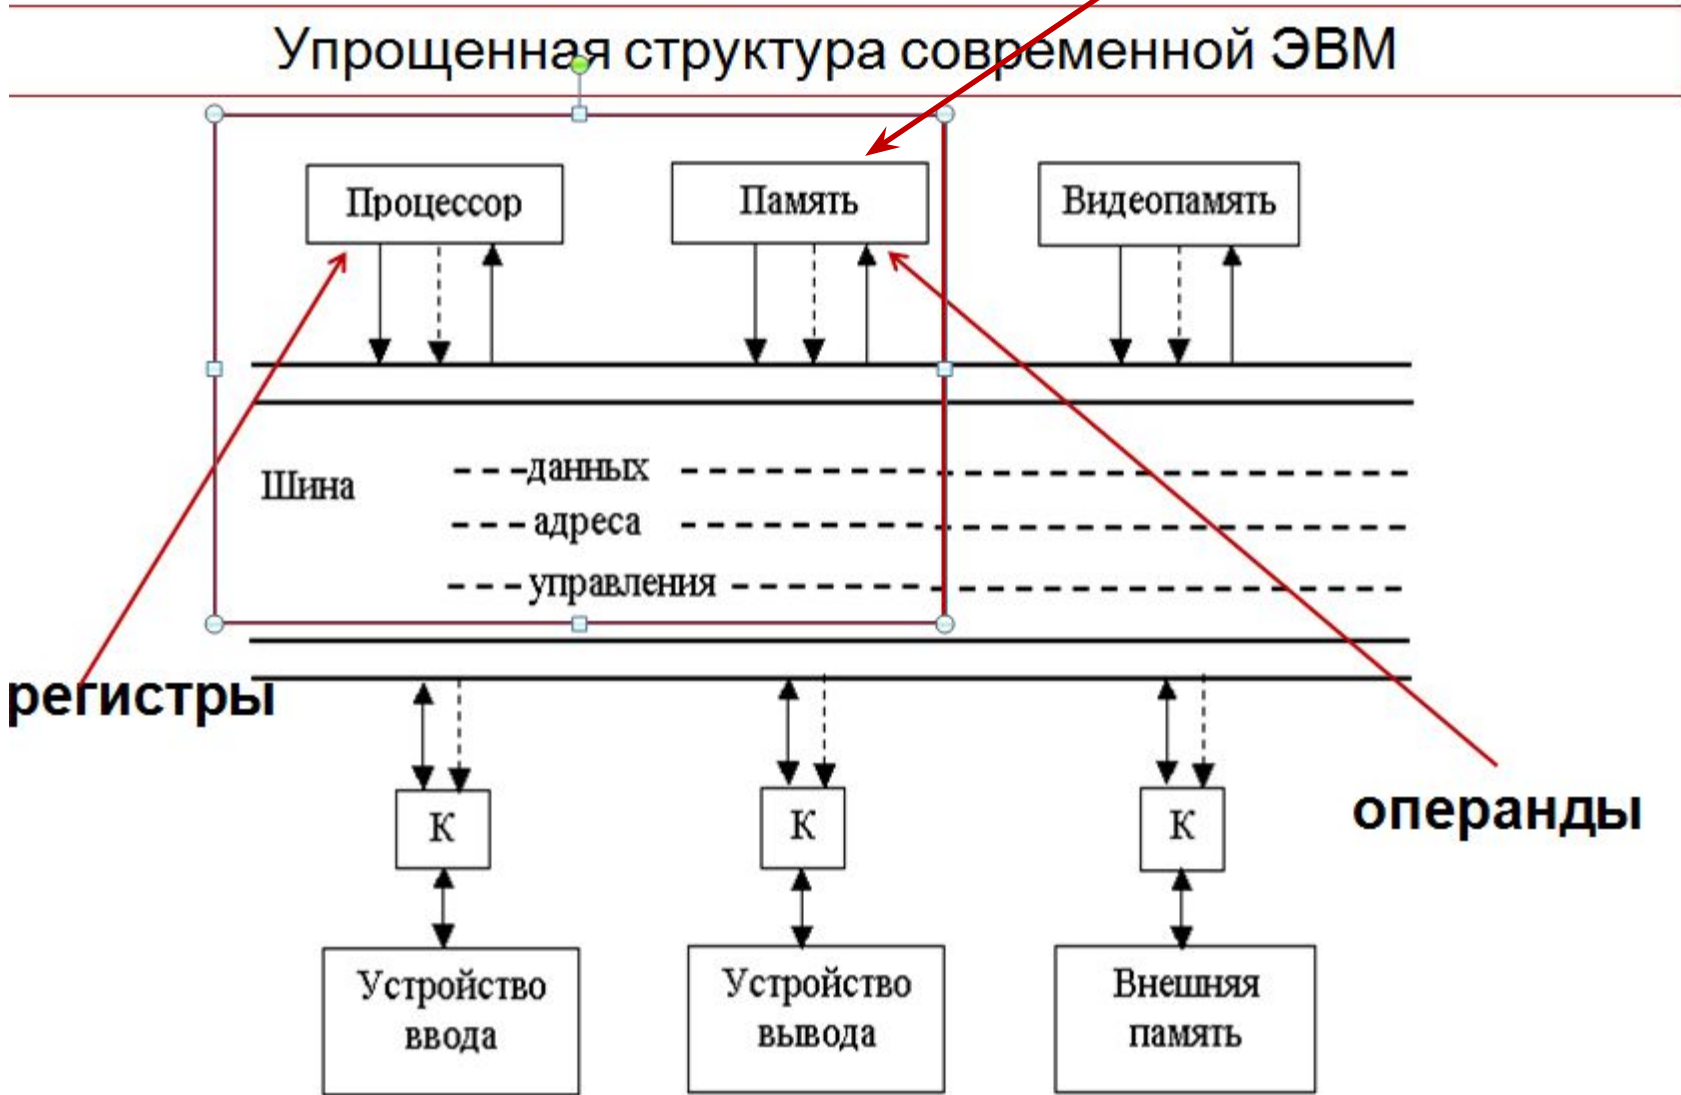 Упрощенная структура современной ЭВМ
Процессор
Память
Видеопамять
Шина
данных
адреса
управления
регистры
операнды
К
К
К
Устройство
ввода
Устройство
вывода
Внешняя
память